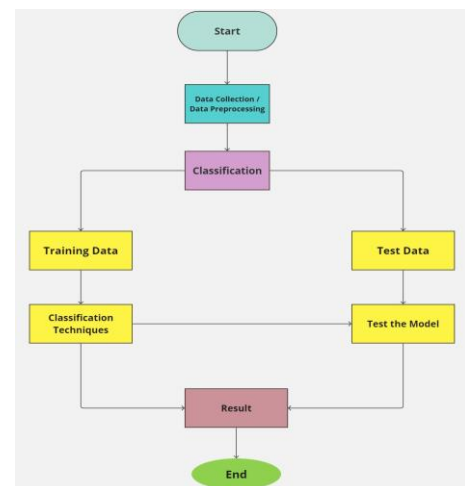 Start
Data Collection /
Data Preprocessing
Classification
Training Data
Test Data
Classification
Techniques
Test the Model
Result
End